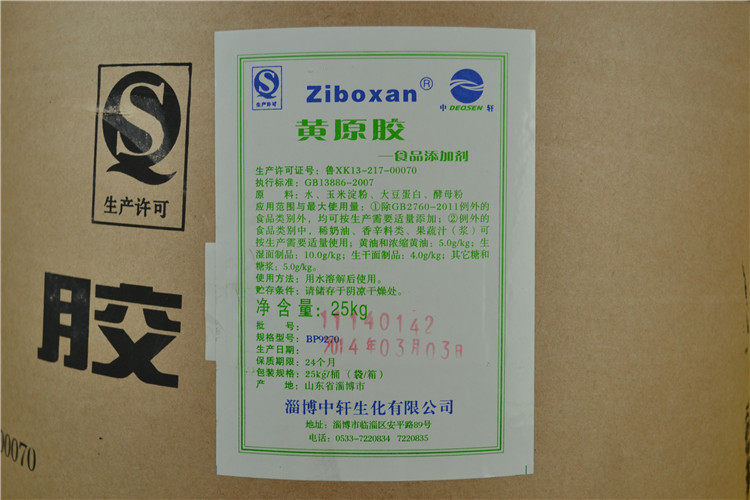 生产许可
Ziboxan®
中 DEOSEN 轩
黄原胶
—食品添加剂
生产许可证号：鲁XK13-217-00070
执行标准：GB13886-2007
原 料：水、玉米淀粉、大豆蛋白、酵母粉
应用范围与最大使用量：①除GB2760-2011例外的
食品类别外，均可按生产需要适量添加；②例外的
食品类别中，稀奶油、香辛料类、果蔬汁（浆）可
按生产需要适量使用；黄油和浓缩黄油：5.0g/kg；生
湿面制品：10.0g/kg；生干面制品：4.0g/kg；其它糖和
糖浆：5.0g/kg。
使用方法：用水溶解后使用。
贮存条件：请储存于阴凉干燥处。
净含量：25kg
批 号：11140142
规格型号：BP9270
生产日期：2014年03月03日
保质期限：24个月
包装规格：25kg/桶（袋/箱）
产 地：山东省淄博市
淄博中轩生化有限公司
地址：淄博市临淄区安平路89号
电话：0533-7220834 7220835
生产许可
胶
00070